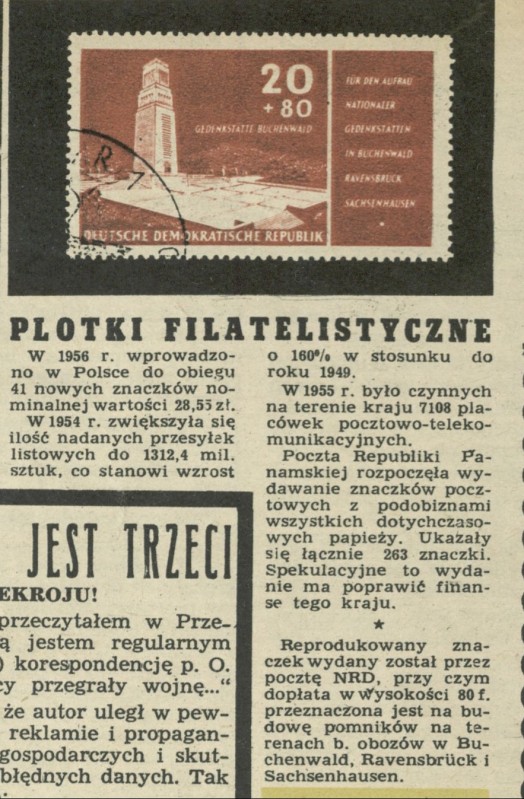 20
+ 80
GEDENKSTÄTTE BUCHENWALD
DEUTSCHE DEMOKRATISCHE REPUBLIK
FÜR DEN AUFBAU
NATIONALER
GEDENKSTÄTTEN
IN BUCHENWALD
RAVENSBRÜCK
SACHSENHAUSEN
PLOTKI FILATELISTYCZNE
W 1956 r. wprowadzo-
no w Polsce do obiegu
41 nowych znaczków no-
minalnej wartości 28,55 zł.
W 1954 r. zwiększyła się
ilość nadanych przesyłek
listowych do 1312,4 mil.
sztuk, co stanowi wzrost
o 160% w stosunku do
roku 1949.
W 1955 r. było czynnych
na terenie kraju 7108 pla-
cówek pocztowo-teleko-
munikacyjnych.
Poczta Republiki Pa-
namskiej rozpoczęła wy-
dawanie znaczków pocz-
towych z podobiznami
wszystkich dotychczaso-
wych papieży. Ukazały
się łącznie 263 znaczki.
Spekulacyjne to wyda-
nie ma poprawić finan-
se tego kraju.
★
Reprodukowany zna-
czek wydany został przez
pocztę NRD, przy czym
dopłata w wysokości 80 f.
przeznaczona jest na bu-
dowę pomników na te-
renach b. obozów w Bu-
chenwald, Ravensbrück i
Sachsenhausen.
JEST TRZECI
EKROJU!
przeczytałem w Prze-
ą jestem regularnym
) korespondencję p. O.
cy przegrały wojnę..."
że autor uległ w pew-
reklamie i propagan-
gospodarczych i skut-
błędnych danych. Tak